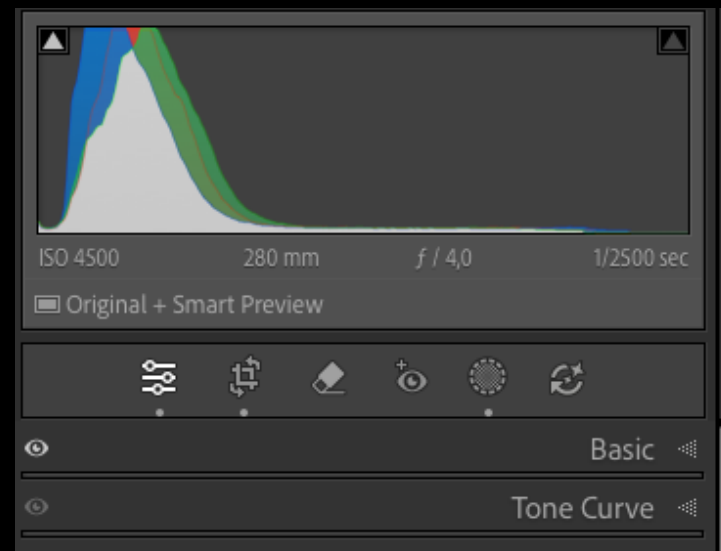 ISO 4500 280 mm ƒ / 4,0 1/2500 sec
Original + Smart Preview
Basic
Tone Curve